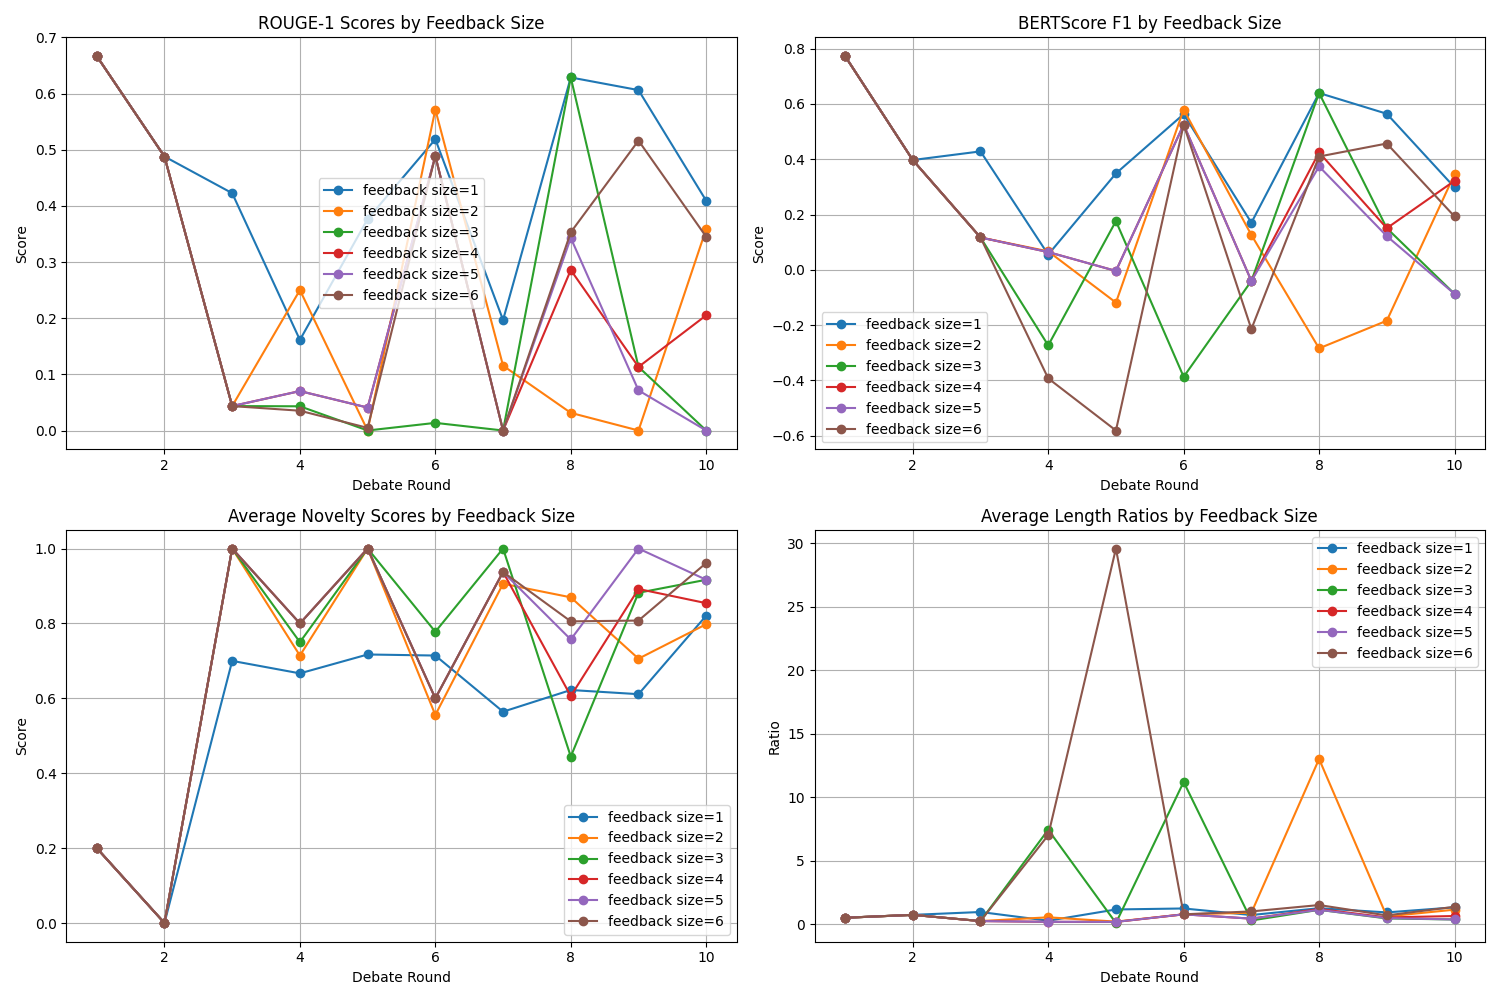 ROUGE-1 Scores by Feedback Size
Score
0.7
0.6
0.5
0.4
0.3
0.2
0.1
0.0
feedback size=1
feedback size=2
feedback size=3
feedback size=4
feedback size=5
feedback size=6
2 4 6 8 10
Debate Round
BERTScore F1 by Feedback Size
Score
0.8
0.6
0.4
0.2
0.0
−0.2
−0.4
−0.6
feedback size=1
feedback size=2
feedback size=3
feedback size=4
feedback size=5
feedback size=6
2 4 6 8 10
Debate Round
Average Novelty Scores by Feedback Size
Score
1.0
0.8
0.6
0.4
0.2
0.0
feedback size=1
feedback size=2
feedback size=3
feedback size=4
feedback size=5
feedback size=6
2 4 6 8 10
Debate Round
Average Length Ratios by Feedback Size
Ratio
30
25
20
15
10
5
0
feedback size=1
feedback size=2
feedback size=3
feedback size=4
feedback size=5
feedback size=6
2 4 6 8 10
Debate Round